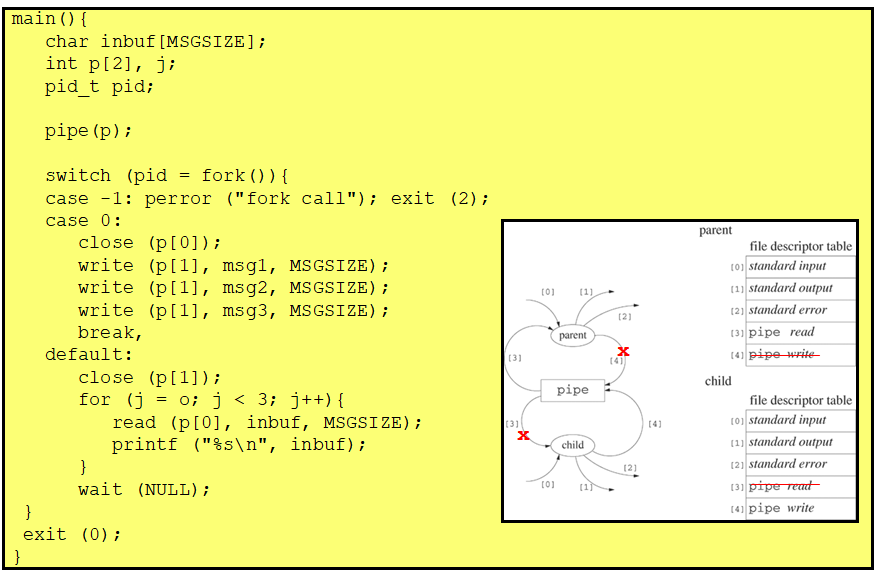 main(){
char inbuf[MSGSIZE];
int p[2], j;
pid_t pid;
pipe(p);
switch (pid = fork()){
case -1: perror ("fork call"); exit (2);
case 0:
close (p[0]);
write (p[1], msg1, MSGSIZE);
write (p[1], msg2, MSGSIZE);
write (p[1], msg3, MSGSIZE);
break,
default:
close (p[1]);
for (j = o; j < 3; j++){
read (p[0], inbuf, MSGSIZE);
printf ("%s\n", inbuf);
}
wait (NULL);
}
exit (0);
}
parent
file descriptor table
[0] standard input
[1] standard output
[2] standard error
[3] pipe read
[4] pipe write
child
file descriptor table
[0] standard input
[1] standard output
[2] standard error
[3] pipe read
[4] pipe write
[0] [1]
[2]
parent
x
[3] [4]
pipe
[3] [4]
x
child
[2]
[0] [1]